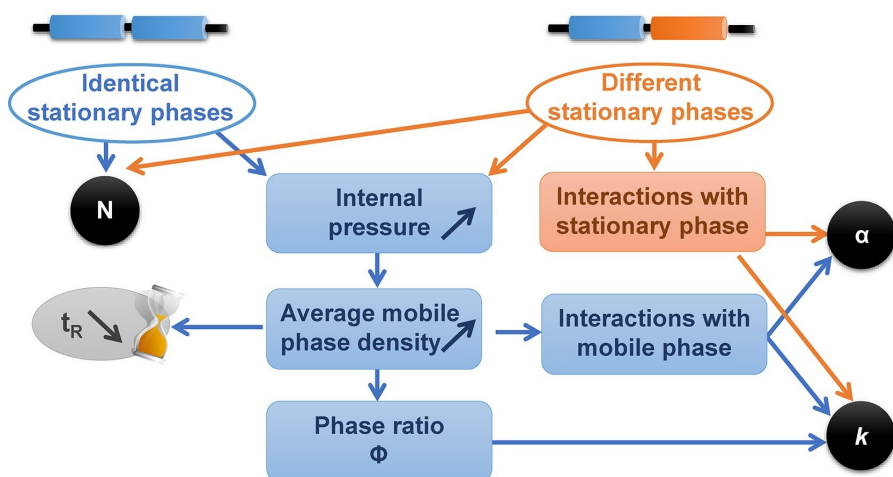 Identical
stationary phases
Different
stationary phases
N
Internal
pressure
Interactions with
stationary phase
α
tR
Average mobile
phase density
Interactions with
mobile phase
Phase ratio
Φ
k